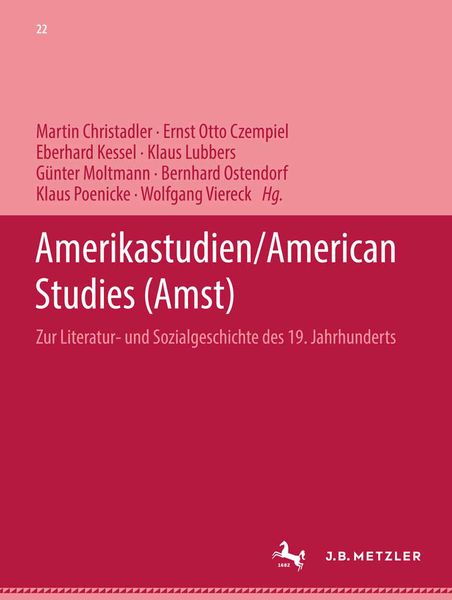 22
Martin Christadler · Ernst Otto Czempiel
Eberhard Kessel · Klaus Lubbers
Günter Moltmann · Bernhard Ostendorf
Klaus Poenicke · Wolfgang Viereck Hg.
Amerikastudien/American
Studies (Amst)
Zur Literatur- und Sozialgeschichte des 19. Jahrhunderts
1682
J.B. METZLER